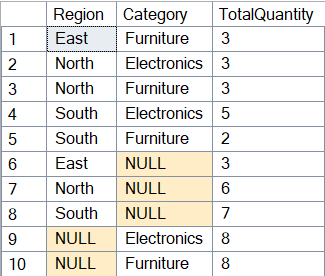 Region Category TotalQuantity
1 East Furniture 3
2 North Electronics 3
3 North Furniture 3
4 South Electronics 5
5 South Furniture 2
6 East NULL 3
7 North NULL 6
8 South NULL 7
9 NULL Electronics 8
10 NULL Furniture 8